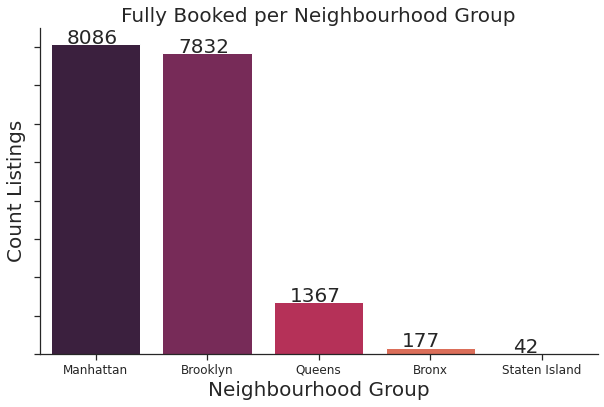 Fully Booked per Neighbourhood Group
8086
7832
1367
177
42
Count Listings
Manhattan
Brooklyn
Queens
Bronx
Staten Island
Neighbourhood Group